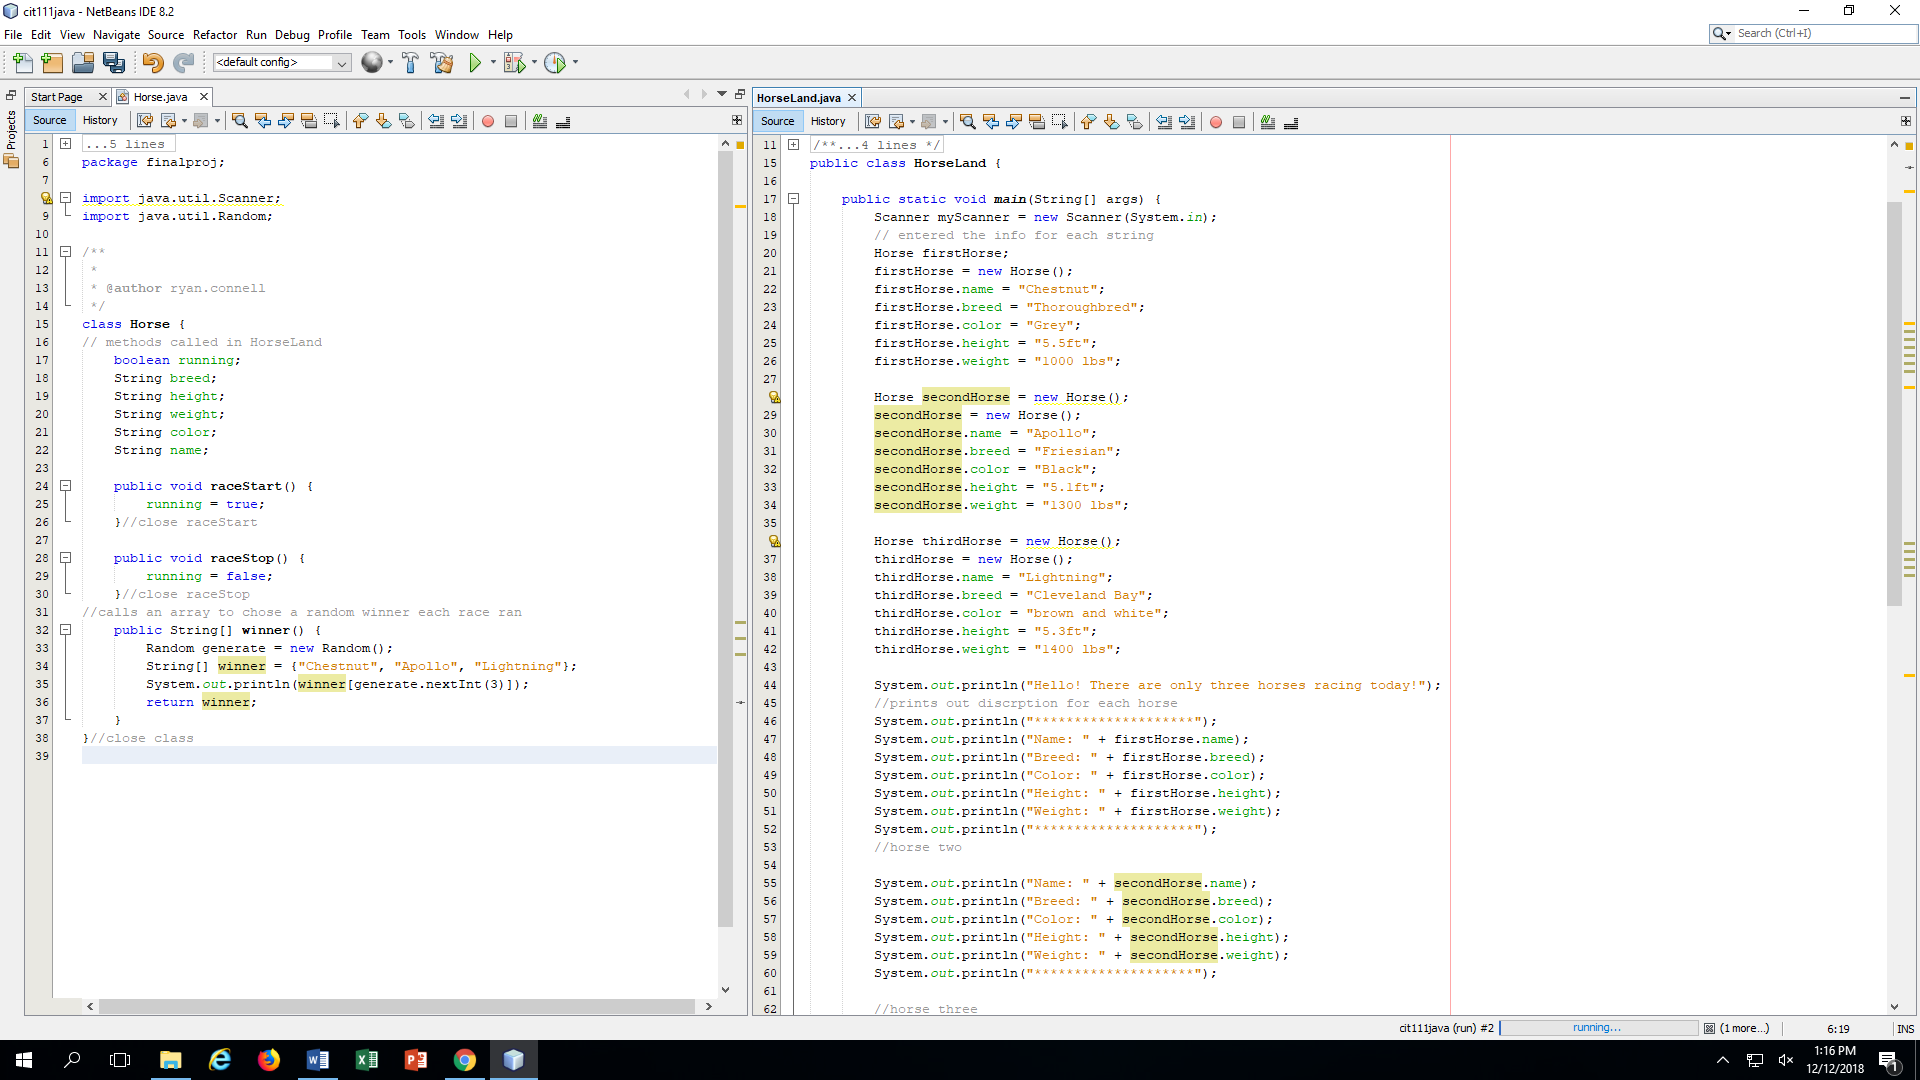 cit111java - NetBeans IDE 8.2
File Edit View Navigate Source Refactor Run Debug Profile Team Tools Window Help
Search (Ctrl+I)
<default config>
Projects
Start Page
Horse.java
Source History
1 ...5 lines
6 package finalproj;
7
import java.util.Scanner;
9 import java.util.Random;
10
11 /**
12 *
13 * @author ryan.connell
14 */
15 class Horse {
16 // methods called in HorseLand
17 boolean running;
18 String breed;
19 String height;
20 String weight;
21 String color;
22 String name;
23
24 public void raceStart() {
25 running = true;
26 }//close raceStart
27
28 public void raceStop() {
29 running = false;
30 }//close raceStop
31 //calls an array to chose a random winner each race ran
32 public String[] winner() {
33 Random generate = new Random();
34 String[] winner = {"Chestnut", "Apollo", "Lightning"};
35 System.out.println(winner[generate.nextInt(3)]);
36 return winner;
37 }
38 }//close class
39
HorseLand.java
Source History
11 /**...4 lines */
15 public class HorseLand {
16
17 public static void main(String[] args) {
18 Scanner myScanner = new Scanner(System.in);
19 // entered the info for each string
20 Horse firstHorse;
21 firstHorse = new Horse();
22 firstHorse.name = "Chestnut";
23 firstHorse.breed = "Thoroughbred";
24 firstHorse.color = "Grey";
25 firstHorse.height = "5.5ft";
26 firstHorse.weight = "1000 lbs";
27
Horse secondHorse = new Horse();
29 secondHorse = new Horse();
30 secondHorse.name = "Apollo";
31 secondHorse.breed = "Friesian";
32 secondHorse.color = "Black";
33 secondHorse.height = "5.1ft";
34 secondHorse.weight = "1300 lbs";
35
Horse thirdHorse = new Horse();
37 thirdHorse = new Horse();
38 thirdHorse.name = "Lightning";
39 thirdHorse.breed = "Cleveland Bay";
40 thirdHorse.color = "brown and white";
41 thirdHorse.height = "5.3ft";
42 thirdHorse.weight = "1400 lbs";
43
44 System.out.println("Hello! There are only three horses racing today!");
45 //prints out discrption for each horse
46 System.out.println("********************");
47 System.out.println("Name: " + firstHorse.name);
48 System.out.println("Breed: " + firstHorse.breed);
49 System.out.println("Color: " + firstHorse.color);
50 System.out.println("Height: " + firstHorse.height);
51 System.out.println("Weight: " + firstHorse.weight);
52 System.out.println("********************");
53 //horse two
54
55 System.out.println("Name: " + secondHorse.name);
56 System.out.println("Breed: " + secondHorse.breed);
57 System.out.println("Color: " + secondHorse.color);
58 System.out.println("Height: " + secondHorse.height);
59 System.out.println("Weight: " + secondHorse.weight);
60 System.out.println("********************");
61
62 //horse three
cit111java (run) #2 running... (1 more...) 6:19 INS
1:16 PM
12/12/2018
1